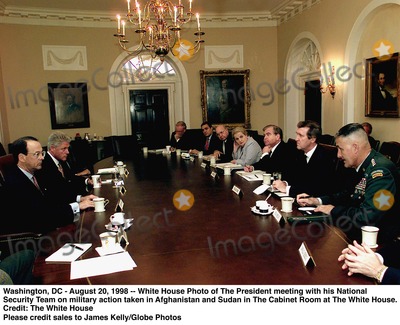 ImageCollect
ImageCollect
Washington, DC - August 20, 1998 -- White House Photo of The President meeting with his National
Security Team on military action taken in Afghanistan and Sudan in The Cabinet Room at The White House.
Credit: The White House
Please credit sales to James Kelly/Globe Photos